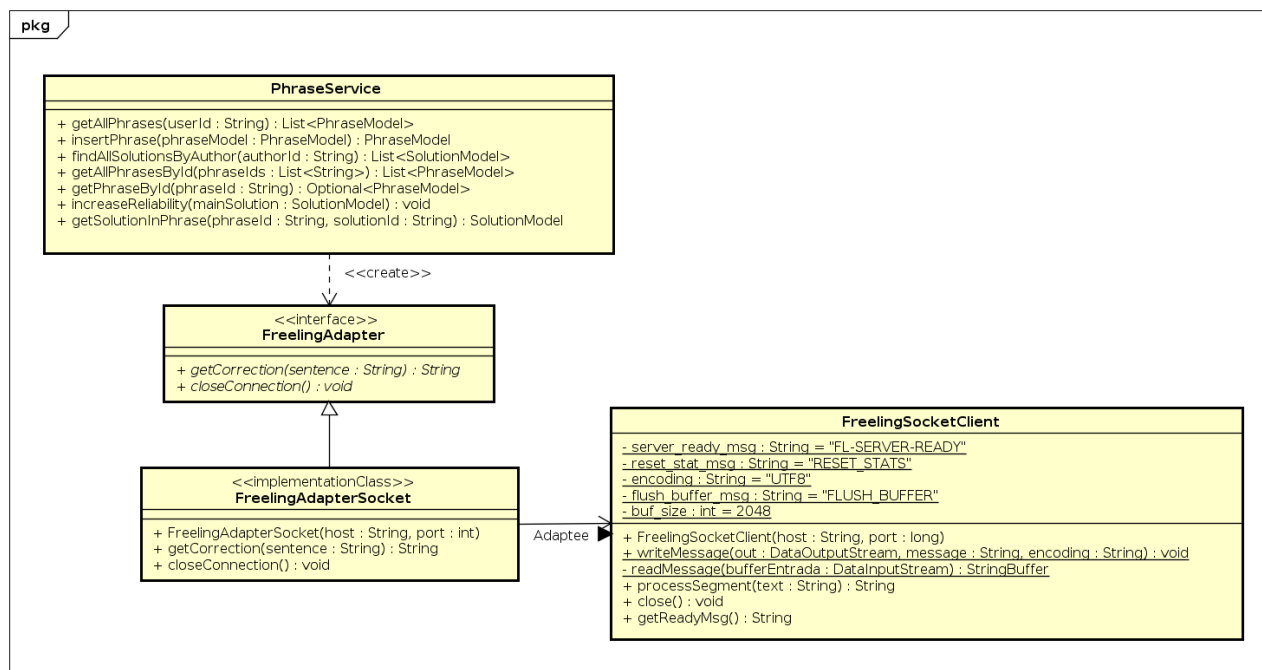 pkg
PhraseService
+ getAllPhrases(userId : String) : List<PhraseModel>
+ insertPhrase(phraseModel : PhraseModel) : PhraseModel
+ findAllSolutionsByAuthor(authorId : String) : List<SolutionModel>
+ getAllPhrasesById(phraseIds : List<String>) : List<PhraseModel>
+ getPhraseById(phraseId : String) : Optional<PhraseModel>
+ increaseReliability(mainSolution : SolutionModel) : void
+ getSolutionInPhrase(phraseId : String, solutionId : String) : SolutionModel
<<create>>
<<interface>>
FreelingAdapter
+ getCorrection(sentence : String) : String
+ closeConnection() : void
<<implementationClass>>
FreelingAdapterSocket
+ FreelingAdapterSocket(host : String, port : int)
+ getCorrection(sentence : String) : String
+ closeConnection() : void
Adaptee
FreelingSocketClient
- server_ready_msg : String = "FL-SERVER-READY"
- reset_stat_msg : String = "RESET_STATS"
- encoding : String = "UTF8"
- flush_buffer_msg : String = "FLUSH_BUFFER"
- buf_size : int = 2048
+ FreelingSocketClient(host : String, port : long)
+ writeMessage(out : DataOutputStream, message : String, encoding : String) : void
- readMessage(bufferEntrada : DataInputStream) : StringBuffer
+ processSegment(text : String) : String
+ close() : void
+ getReadyMsg() : String